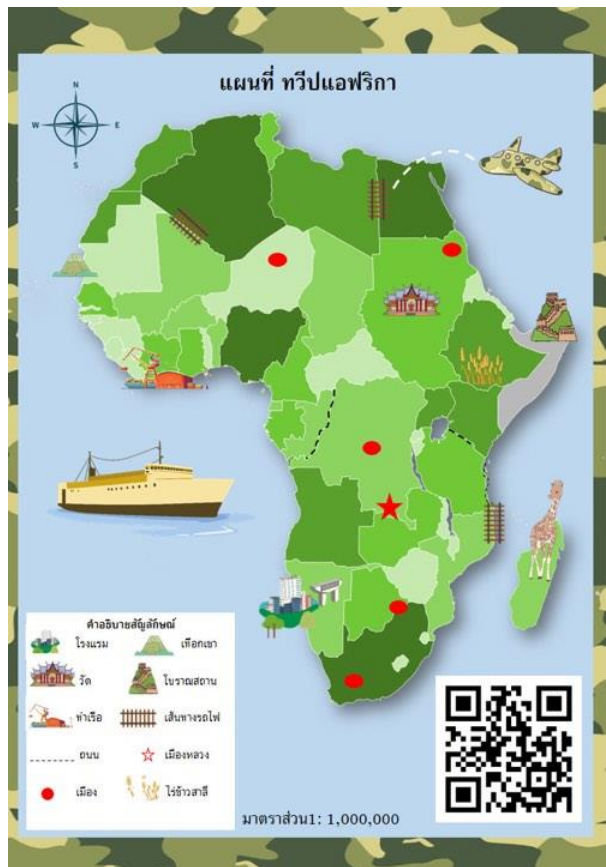 แผนที่ ทวีปแอฟริกา
N
W E
S
คำอธิบายสัญลักษณ์
โรงแรม เทือกเขา
วัด โบราณสถาน
ท่าเรือ เส้นทางรถไฟ
ถนน เมืองหลวง
เมือง ไร่ข้าวสาลี
มาตราส่วน1: 1,000,000